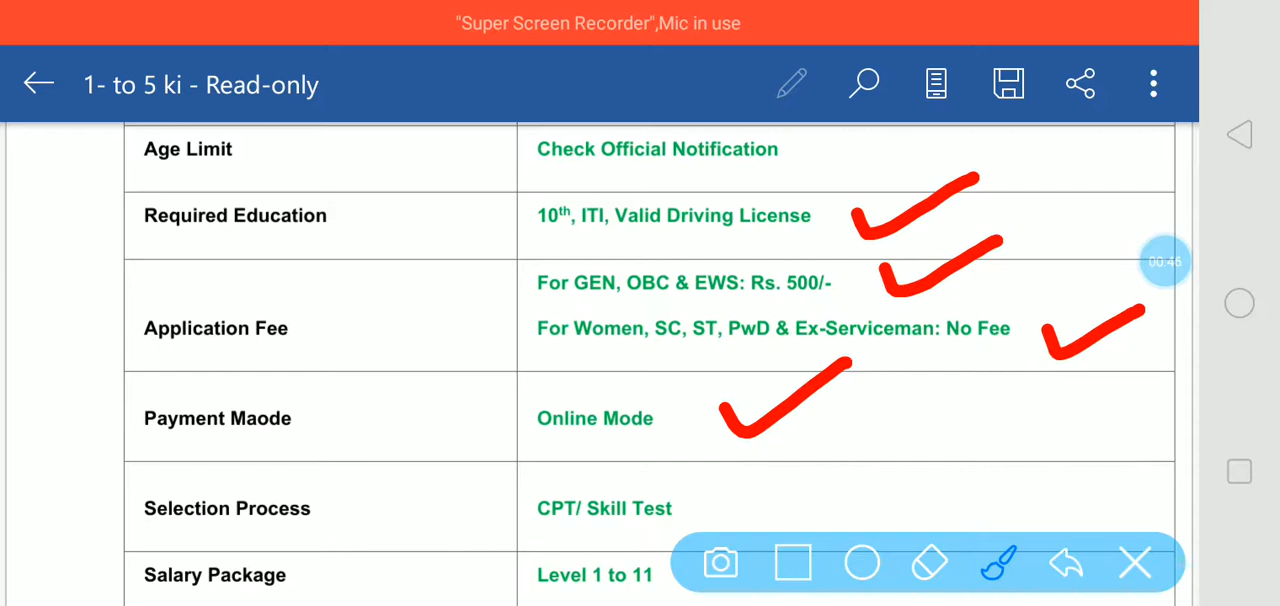 "Super Screen Recorder",Mic in use
1- to 5 ki - Read-only
Age Limit
Check Official Notification
Required Education
10th, ITI, Valid Driving License
00:46
For GEN, OBC & EWS: Rs. 500/-
Application Fee
For Women, SC, ST, PwD & Ex-Serviceman: No Fee
Payment Maode
Online Mode
Selection Process
CPT/ Skill Test
Salary Package
Level 1 to 11